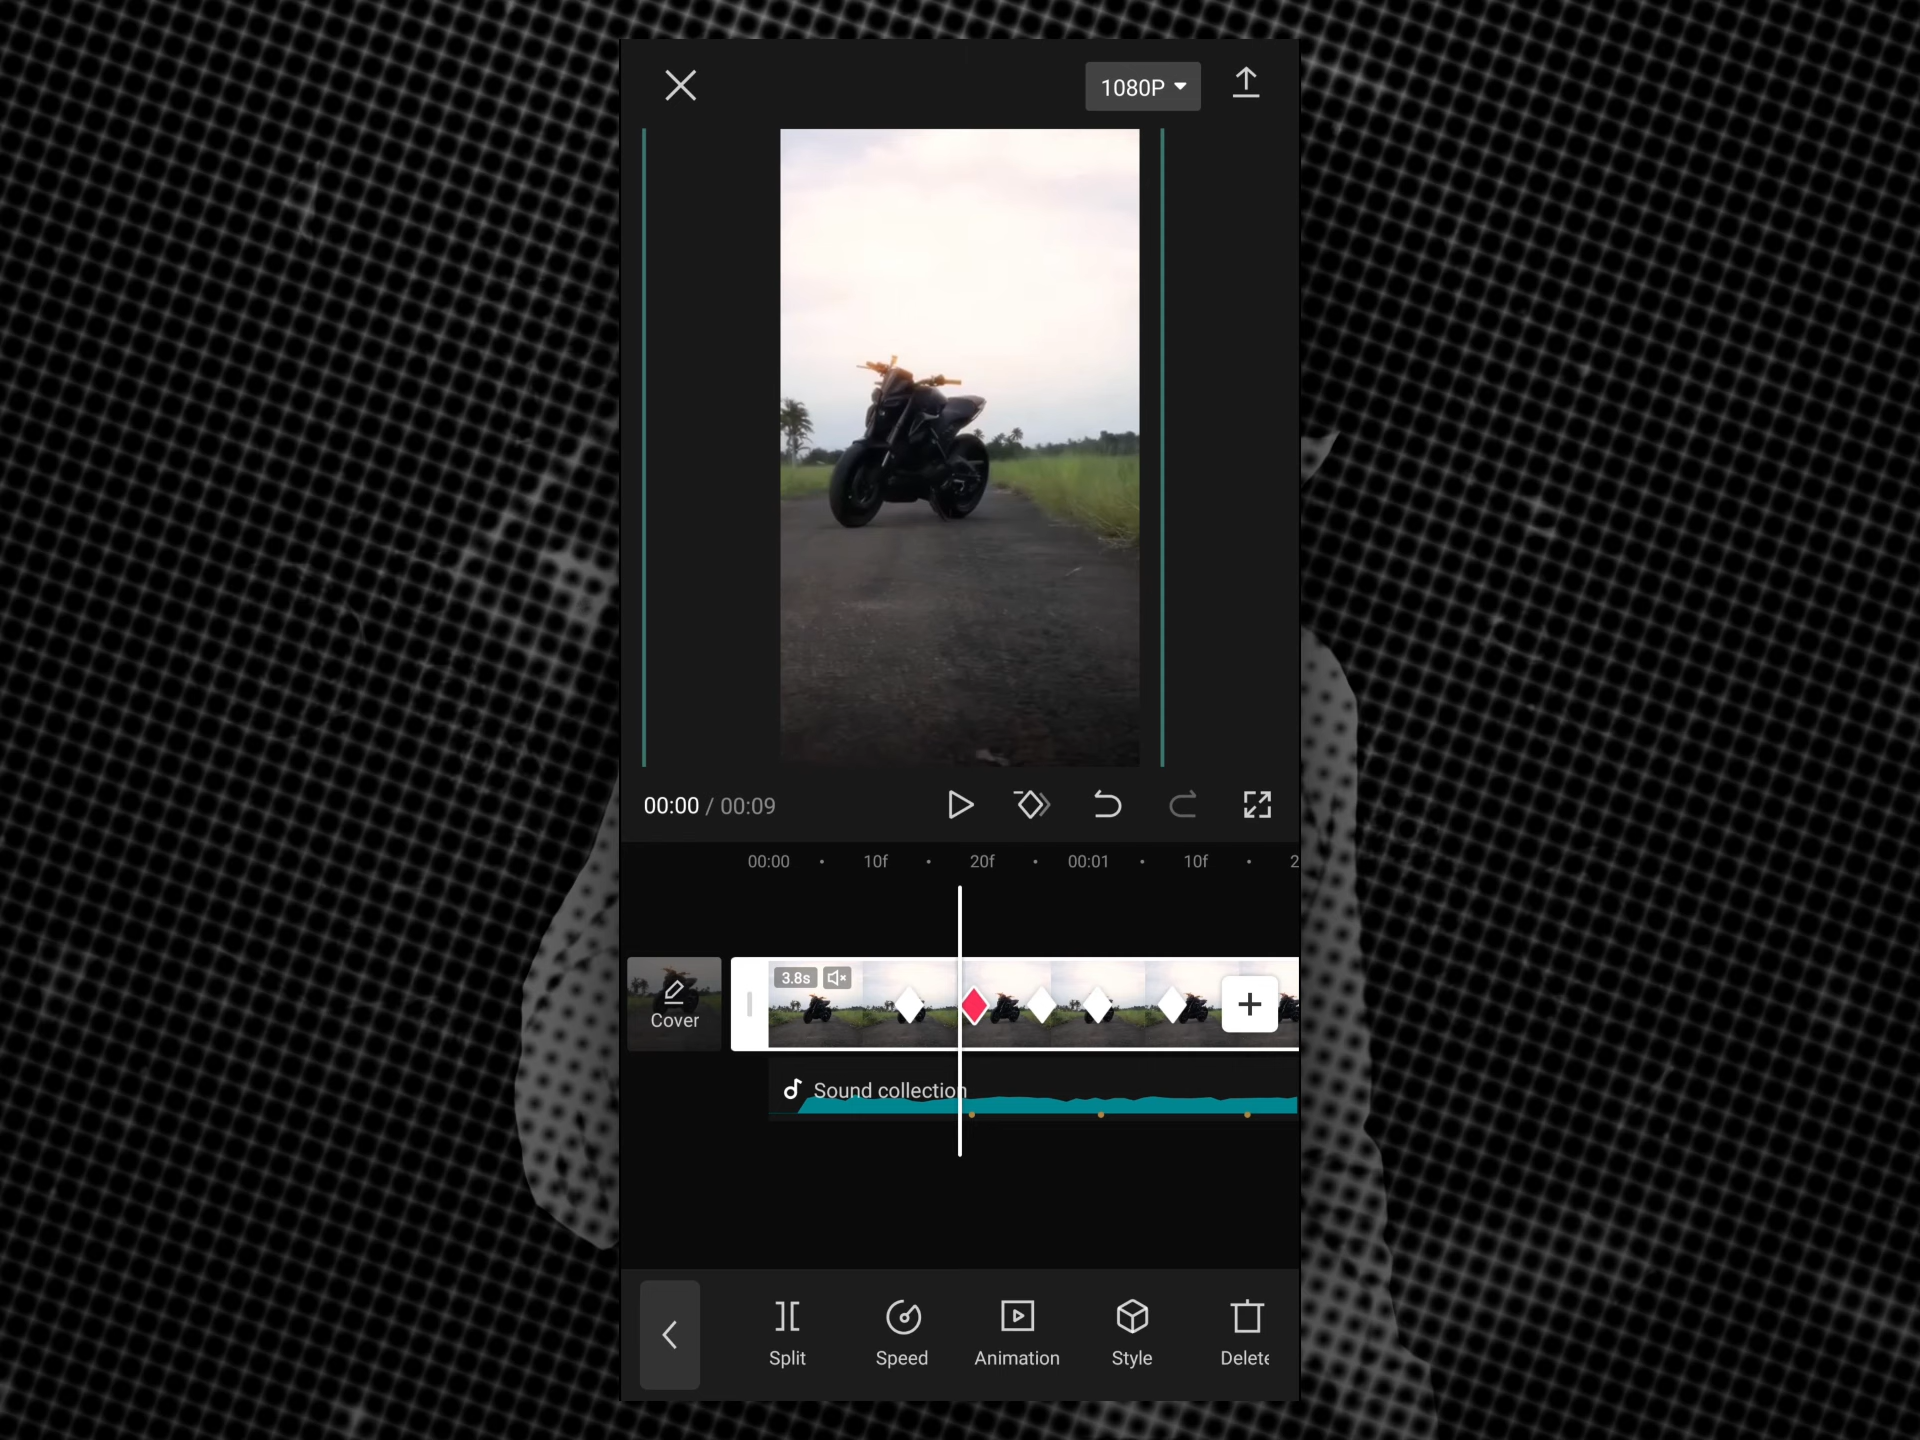 1080P
00:00 / 00:09
00:00 10f 20f 00:01 10f 2
3.8s
Cover
Sound collection
Split Speed Animation Style Delete